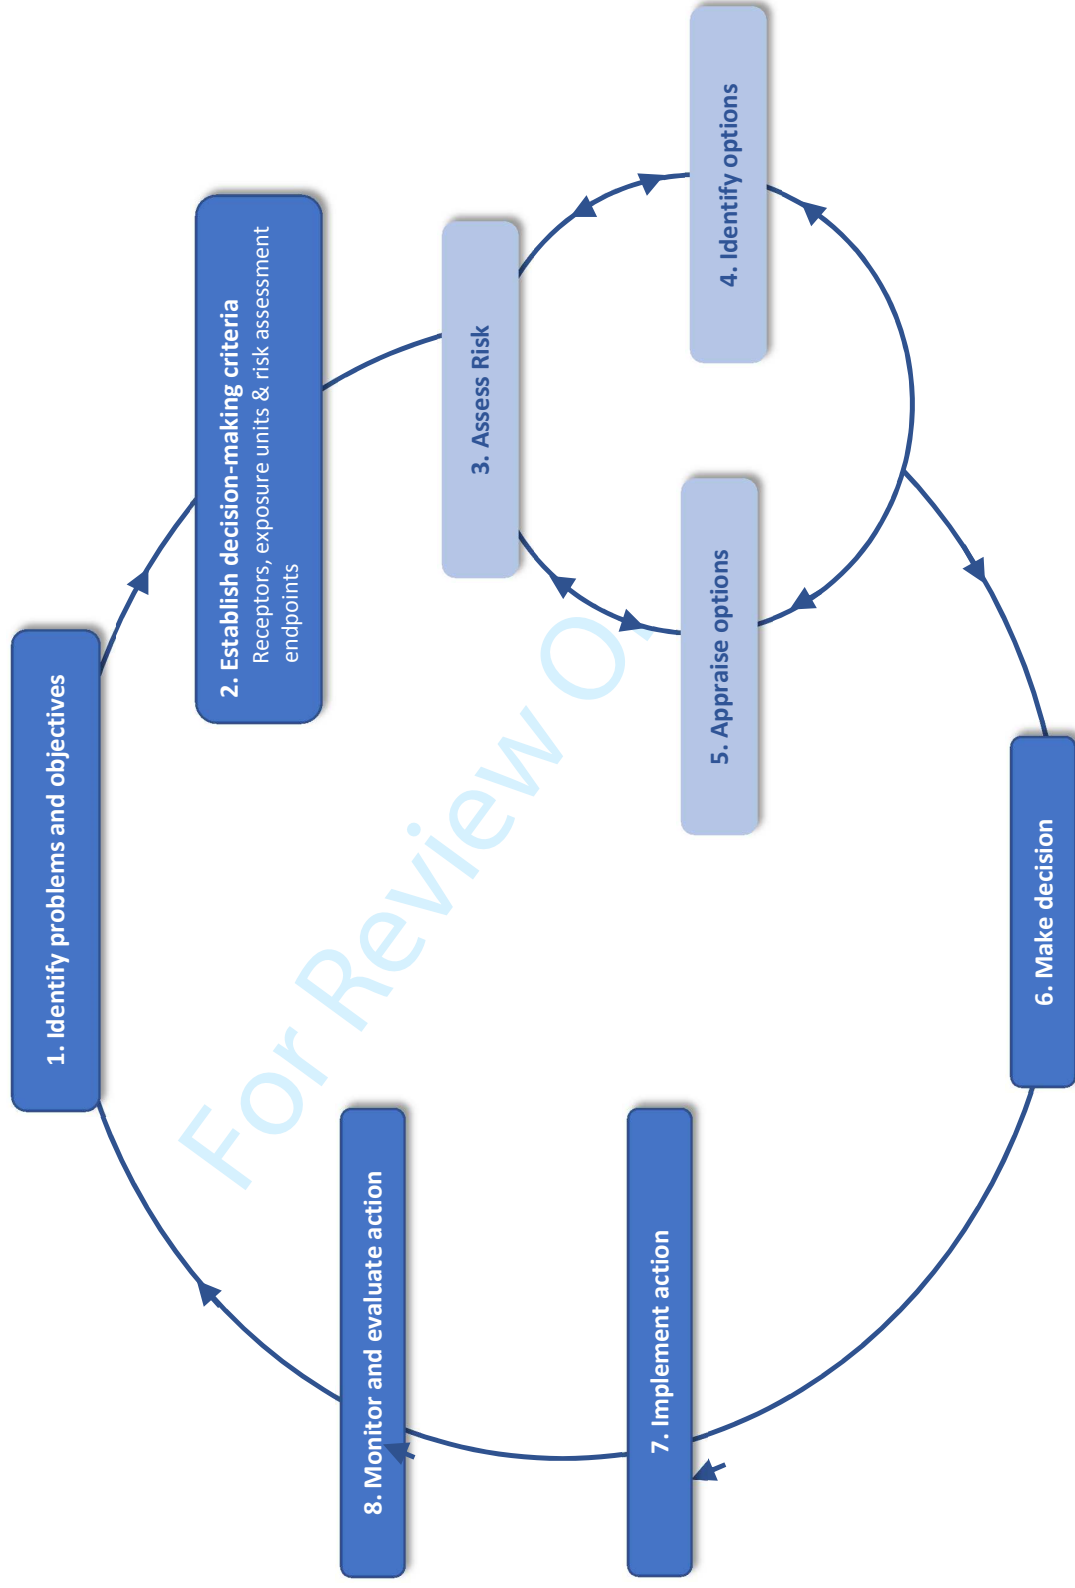 1. Identify problems and objectives
2. Establish decision-making criteria
Receptors, exposure units & risk assessment
endpoints
3. Assess Risk
4. Identify options
5. Appraise options
6. Make decision
7. Implement action
8. Monitor and evaluate action
For Review